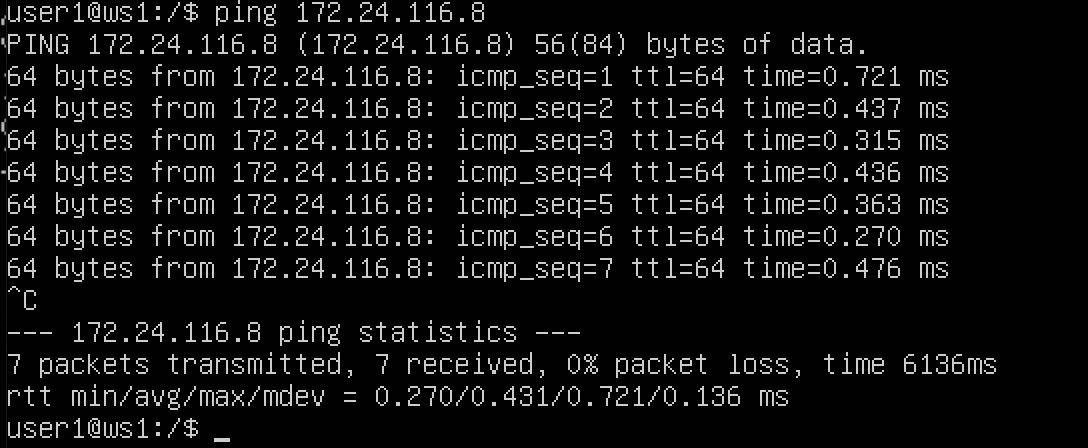 user1@ws1:/$ ping 172.24.116.8
PING 172.24.116.8 (172.24.116.8) 56(84) bytes of data.
64 bytes from 172.24.116.8: icmp_seq=1 ttl=64 time=0.721 ms
64 bytes from 172.24.116.8: icmp_seq=2 ttl=64 time=0.437 ms
64 bytes from 172.24.116.8: icmp_seq=3 ttl=64 time=0.315 ms
64 bytes from 172.24.116.8: icmp_seq=4 ttl=64 time=0.436 ms
64 bytes from 172.24.116.8: icmp_seq=5 ttl=64 time=0.363 ms
64 bytes from 172.24.116.8: icmp_seq=6 ttl=64 time=0.270 ms
64 bytes from 172.24.116.8: icmp_seq=7 ttl=64 time=0.476 ms
^C
--- 172.24.116.8 ping statistics ---
7 packets transmitted, 7 received, 0% packet loss, time 6136ms
rtt min/avg/max/mdev = 0.270/0.431/0.721/0.136 ms
user1@ws1:/$ _